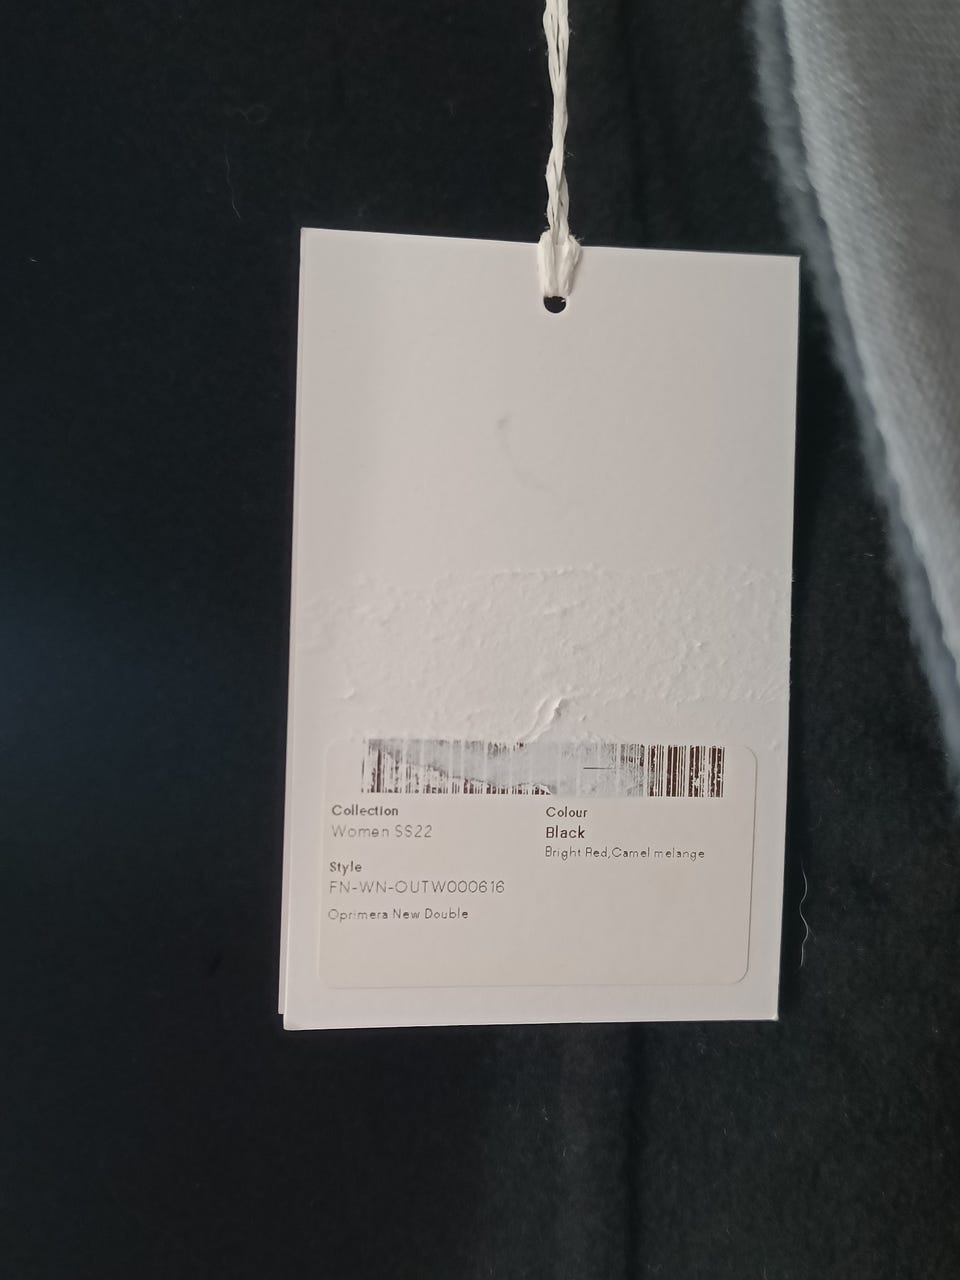 Collection
Women SS22
Colour
Black
Bright Red,Camel melange
Style
FN-WN-OUTW000616
Oprimera New Double